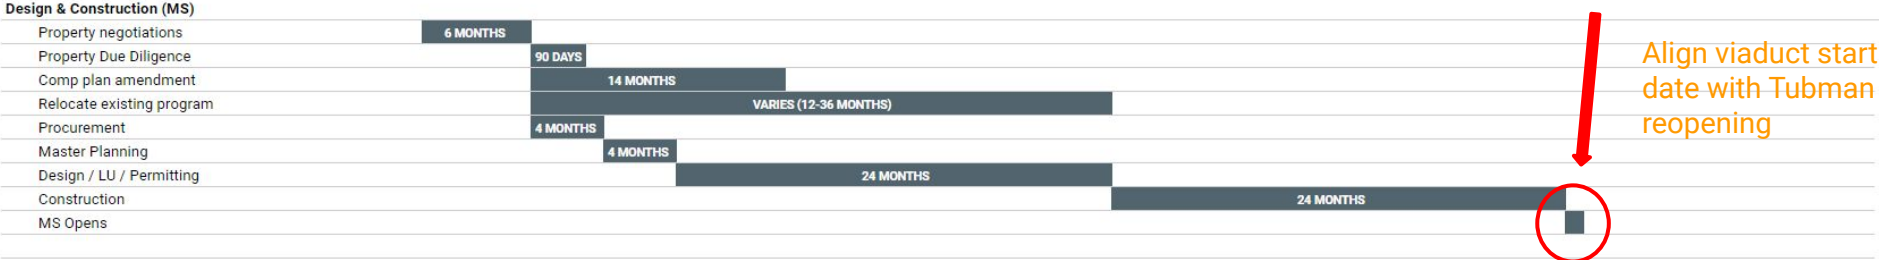 Design & Construction (MS)
Property negotiations 6 MONTHS
Property Due Diligence 90 DAYS
Comp plan amendment 14 MONTHS
Relocate existing program VARIES (12-36 MONTHS)
Procurement 4 MONTHS
Master Planning 4 MONTHS
Design / LU / Permitting 24 MONTHS
Construction 24 MONTHS
MS Opens
Align viaduct start
date with Tubman
reopening